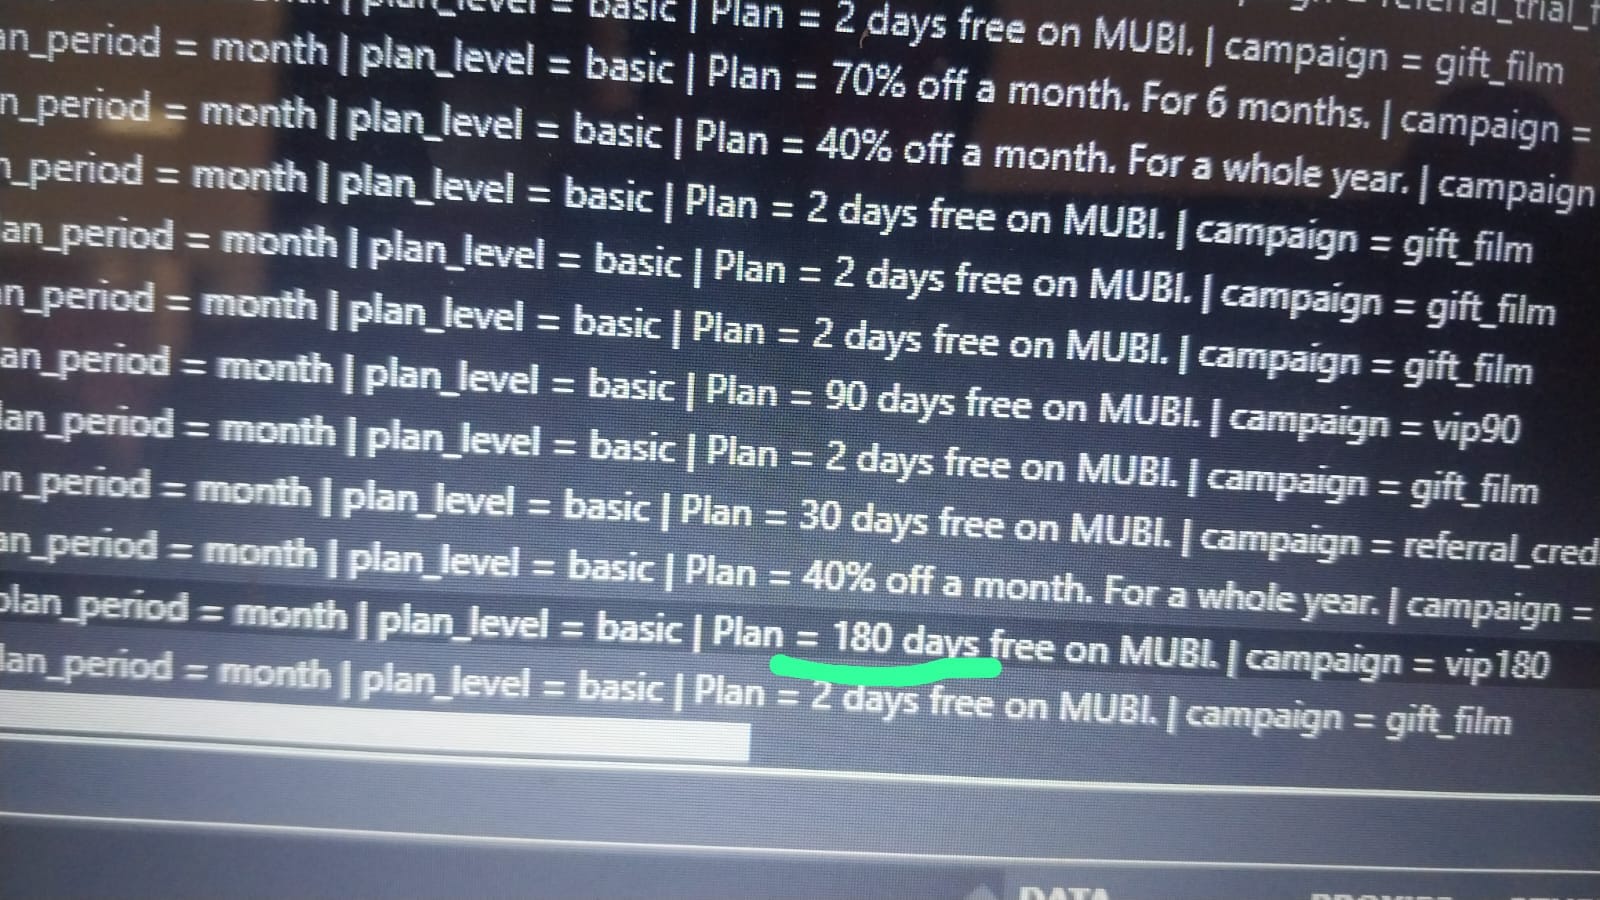 plan_level = basic | Plan = 2 days free on MUBI. | campaign = gift_film
an_period = month | plan_level = basic | Plan = 70% off a month. For 6 months. | campaign =
n_period = month | plan_level = basic | Plan = 40% off a month. For a whole year. | campaign
n_period = month | plan_level = basic | Plan = 2 days free on MUBI. | campaign = gift_film
an_period = month | plan_level = basic | Plan = 2 days free on MUBI. | campaign = gift_film
n_period = month | plan_level = basic | Plan = 2 days free on MUBI. | campaign = gift_film
an_period = month | plan_level = basic | Plan = 90 days free on MUBI. | campaign = vip90
lan_period = month | plan_level = basic | Plan = 2 days free on MUBI. | campaign = gift_film
n_period = month | plan_level = basic | Plan = 30 days free on MUBI. | campaign = referral_cred
an_period = month | plan_level = basic | Plan = 40% off a month. For a whole year. | campaign =
plan_period = month | plan_level = basic | Plan = 180 days free on MUBI. | campaign = vip180
lan_period = month | plan_level = basic | Plan = 2 days free on MUBI. | campaign = gift_film
DATA